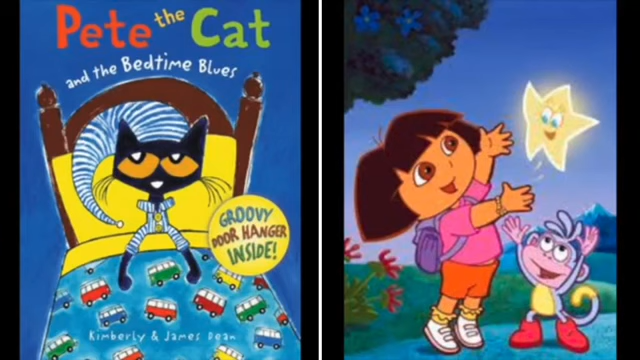 Pete the Cat
and the Bedtime Blues
GROOVY
DOOR HANGER
INSIDE!
Kimberly & James Dean